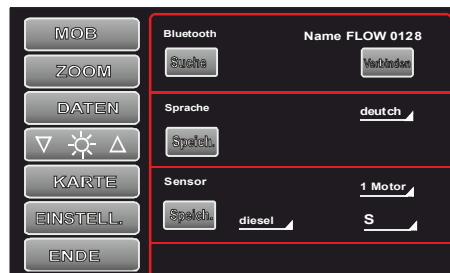 MOB
ZOOM
DATEN
KARTE
EINSTELL.
ENDE
Bluetooth
Name FLOW 0128
Suche
Verbinden
Sprache
deutch
Speich.
Sensor
1 Motor
Speich.
diesel
S